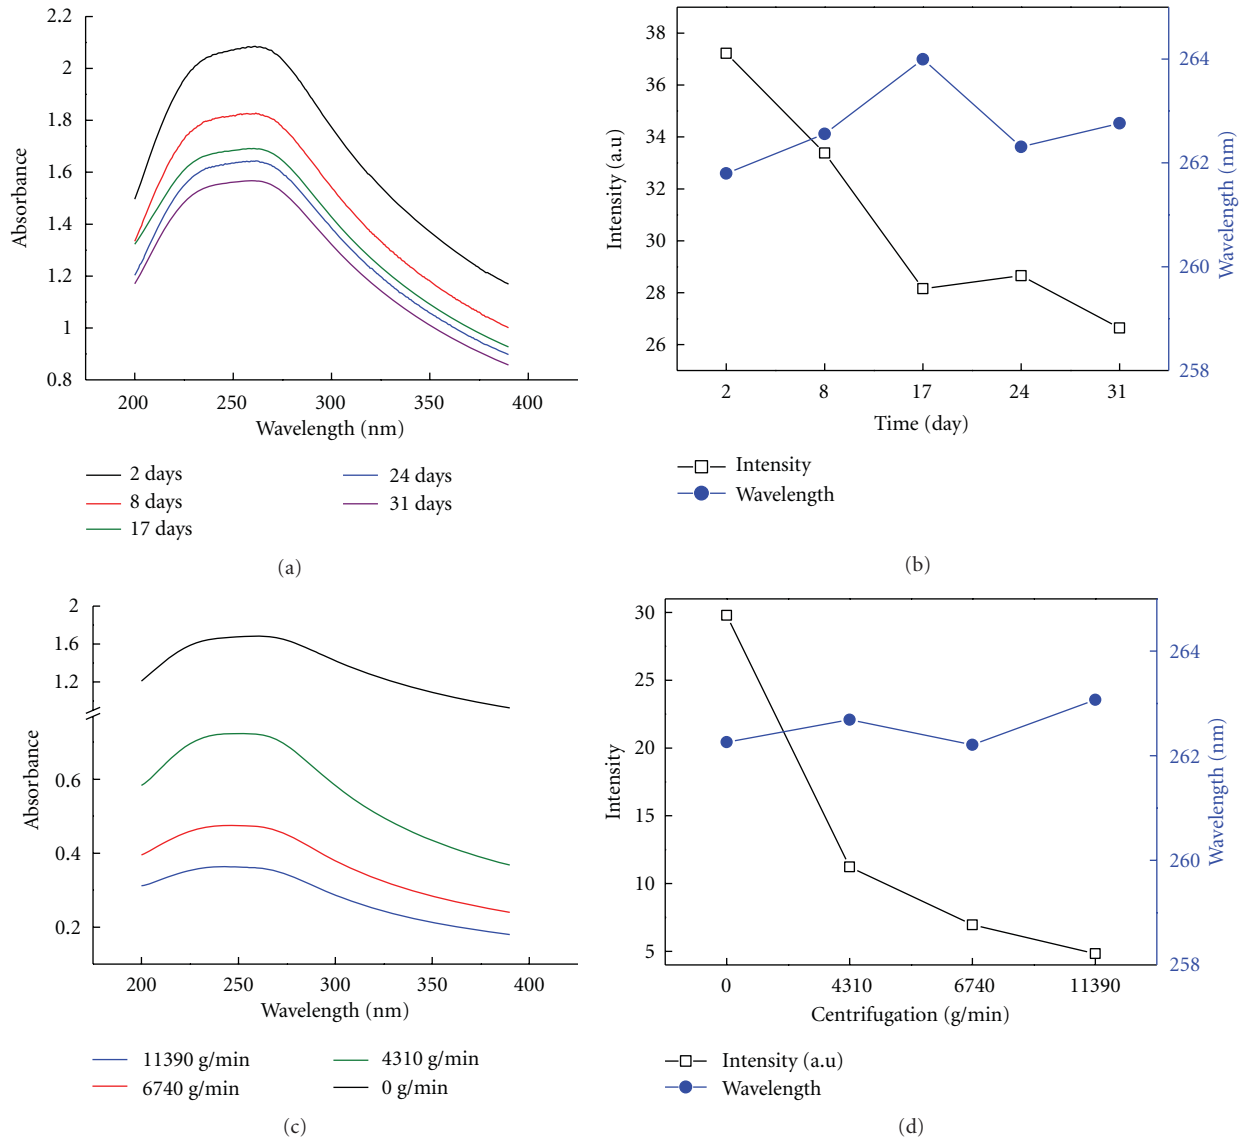 2.2
2
1.8
1.6
1.4
1.2
1
0.8
Absorbance
200 250 300 350 400
Wavelength (nm)
2 days
8 days
17 days
24 days
31 days
(a)
38
36
34
32
30
28
26
Intensity (a.u)
264
262
260
258
Wavelength (nm)
2 8 17 24 31
Time (day)
Intensity
Wavelength
(b)
2
1.6
1.2
0.6
0.4
0.2
Absorbance
200 250 300 350 400
Wavelength (nm)
11390 g/min
6740 g/min
4310 g/min
0 g/min
(c)
30
25
20
15
10
5
Intensity
264
262
260
258
Wavelength (nm)
0 4310 6740 11390
Centrifugation (g/min)
Intensity (a.u)
Wavelength
(d)